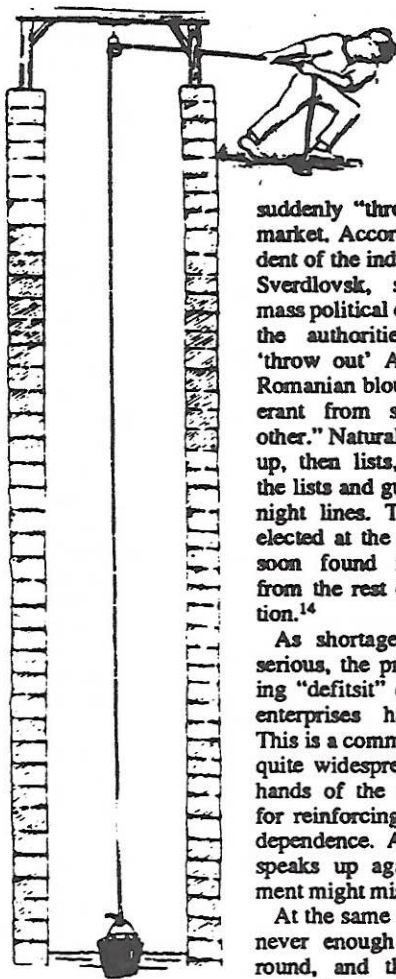 suddenly “thro
market. Accor
dent of the ind
Sverdlovsk, s
mass political c
the authoritie
‘throw out’ A
Romanian blou
erant from s
other.” Natural
up, then lists,
the lists and gu
night lines. T
elected at the
soon found
from the rest
tion.¹⁴
As shortage
serious, the pr
ing “defitsit”
enterprises h
This is a comm
quite widespre
hands of the
for reinforcing
dependence. A
speaks up aga
ment might mis
At the same
never enough
round, and th